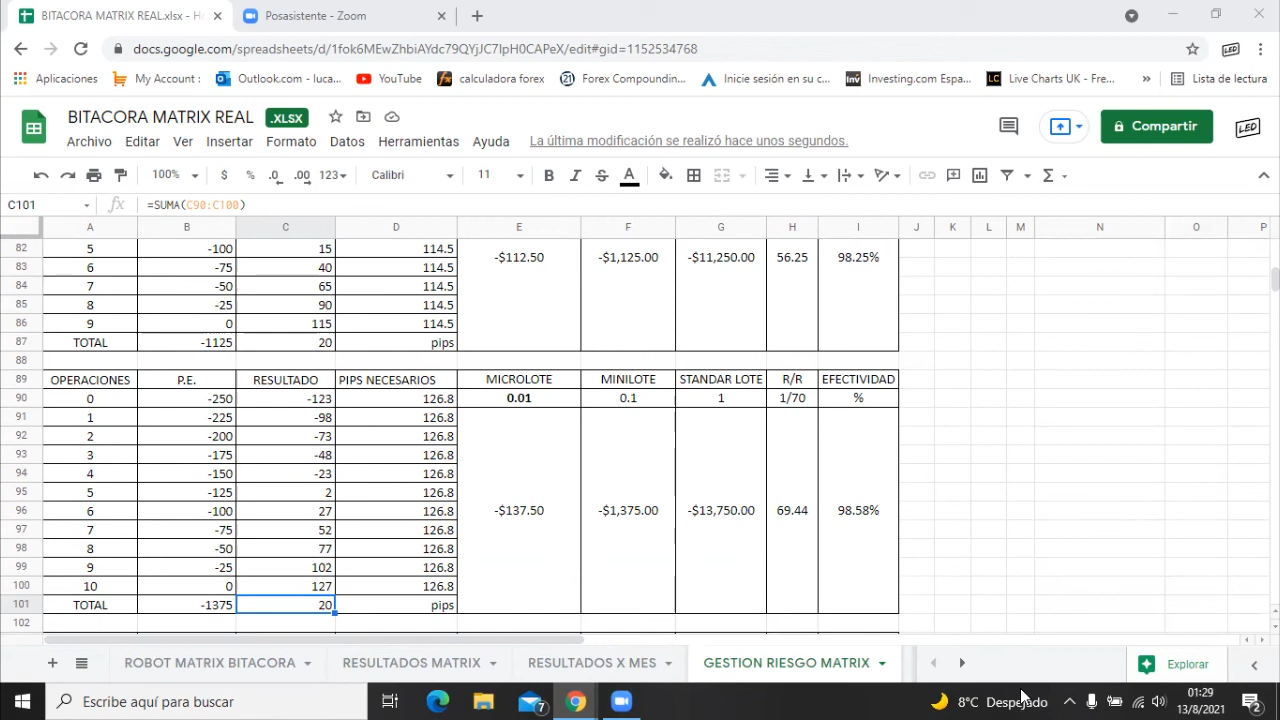 BITACORA MATRIX REAL.xlsx - H
Posasistente - Zoom
docs.google.com/spreadsheets/d/1fok6MEwZhbiAYdc79QYjJC7IpH0CAPeX/edit#gid=1152534768
Aplicaciones My Account : Outlook.com - luca... YouTube calculadora forex Forex Compoundin... Inicie sesión en su c... Investing.com Espa... Live Charts UK - Fre... » Lista de lectura
BITACORA MATRIX REAL .XLSX
Compartir
Archivo Editar Ver Insertar Formato Datos Herramientas Ayuda La última modificación se realizó hace unos segundos.
100% $ % .0 .00 123 Calibri 11 B I S A Σ
C101 fx =SUMA(C90:C100)
A B C D E F G H I J K L M N O P
82 5 -100 15 114.5 -$112.50 -$1,125.00 -$11,250.00 56.25 98.25%
83 6 -75 40 114.5
84 7 -50 65 114.5
85 8 -25 90 114.5
86 9 0 115 114.5
87 TOTAL -1125 20 pips
88
89 OPERACIONES P.E. RESULTADO PIPS NECESARIOS MICROLOTE MINILOTE STANDAR LOTE R/R EFECTIVIDAD
90 0 -250 -123 126.8 0.01 0.1 1 1/70 %
91 1 -225 -98 126.8
92 2 -200 -73 126.8
93 3 -175 -48 126.8
94 4 -150 -23 126.8
95 5 -125 2 126.8
96 6 -100 27 126.8 -$137.50 -$1,375.00 -$13,750.00 69.44 98.58%
97 7 -75 52 126.8
98 8 -50 77 126.8
99 9 -25 102 126.8
100 10 0 127 126.8
101 TOTAL -1375 20 pips
102
ROBOT MATRIX BITACORA RESULTADOS MATRIX RESULTADOS X MES GESTION RIESGO MATRIX Explorar
Escribe aquí para buscar 7 8°C Despejado 01:29
13/8/2021 2